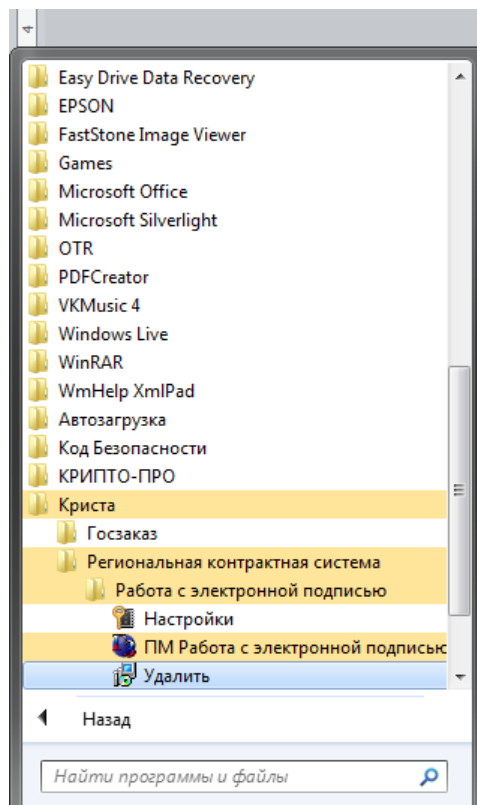 4
Easy Drive Data Recovery
EPSON
FastStone Image Viewer
Games
Microsoft Office
Microsoft Silverlight
OTR
PDFCreator
VKMusic 4
Windows Live
WinRAR
WmHelp XmlPad
Автозагрузка
Код Безопасности
КРИПТО-ПРО
Криста
Госзаказ
Региональная контрактная система
Работа с электронной подписью
Настройки
ПМ Работа с электронной подписью
Удалить
Назад
Найти программы и файлы